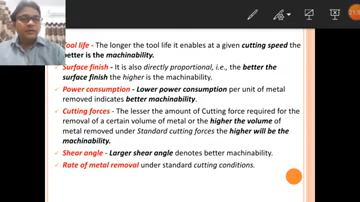 Tool life - The longer the tool life it enables at a given cutting speed the
better is the machinability.
Surface finish - It is also directly proportional, i.e., the better the
surface finish the higher is the machinability.
Power consumption - Lower power consumption per unit of metal
removed indicates better machinability.
Cutting forces - The lesser the amount of Cutting force required for the
removal of a certain volume of metal or the higher the volume of
metal removed under Standard cutting forces the higher will be the
machinability.
Shear angle - Larger shear angle denotes better machinability.
Rate of metal removal under standard cutting conditions.